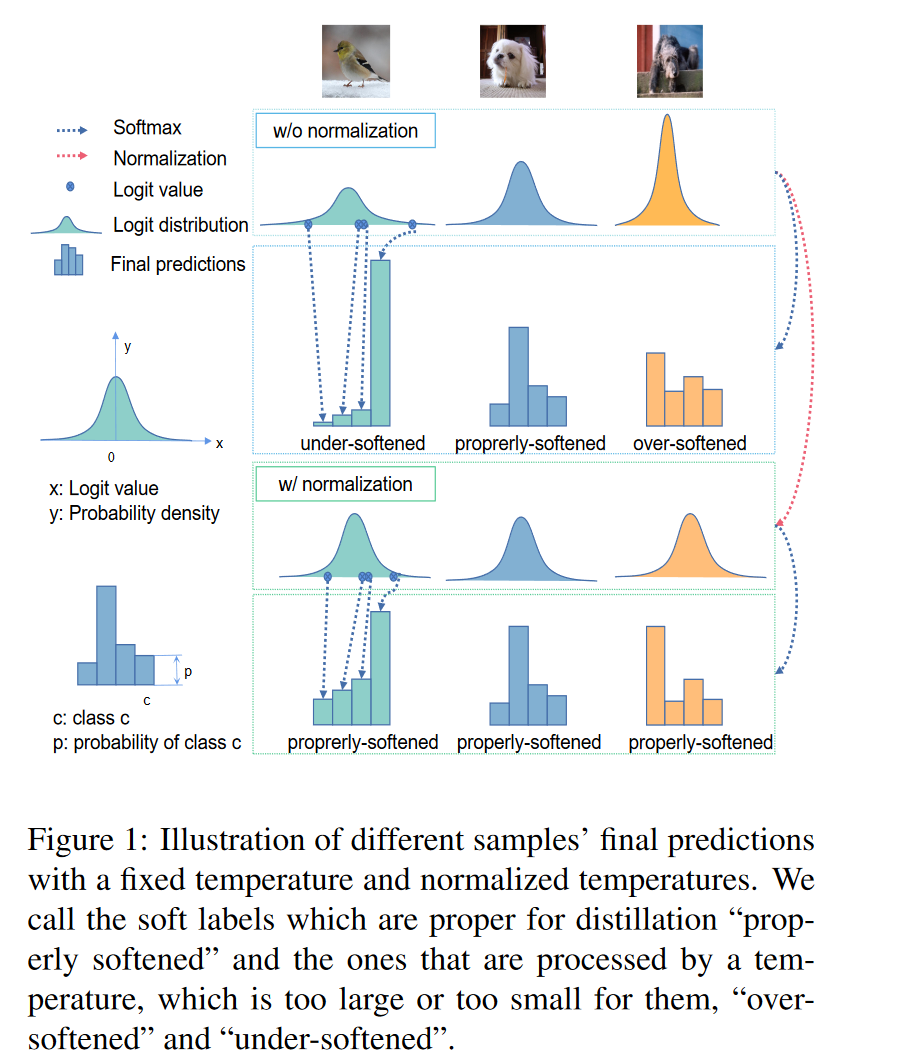 Softmax
Normalization
Logit value
Logit distribution
Final predictions
y
x
0
x: Logit value
y: Probability density
p
c
c: class c
p: probability of class c
w/o normalization
under-softened
proprerly-softened
over-softened
w/ normalization
proprerly-softened
properly-softened
properly-softened
Figure 1: Illustration of different samples’ final predictions
with a fixed temperature and normalized temperatures. We
call the soft labels which are proper for distillation “prop-
erly softened” and the ones that are processed by a tem-
perature, which is too large or too small for them, “over-
softened” and “under-softened”.